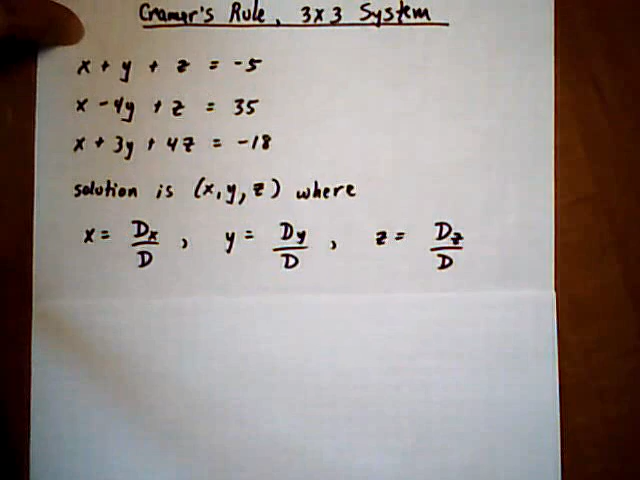 Cramer's Rule, 3x3 System
x + y + z = -5
x - 4y + z = 35
x + 3y + 4z = -18
solution is (x, y, z) where
x = Dx/D , y = Dy/D , z = Dz/D